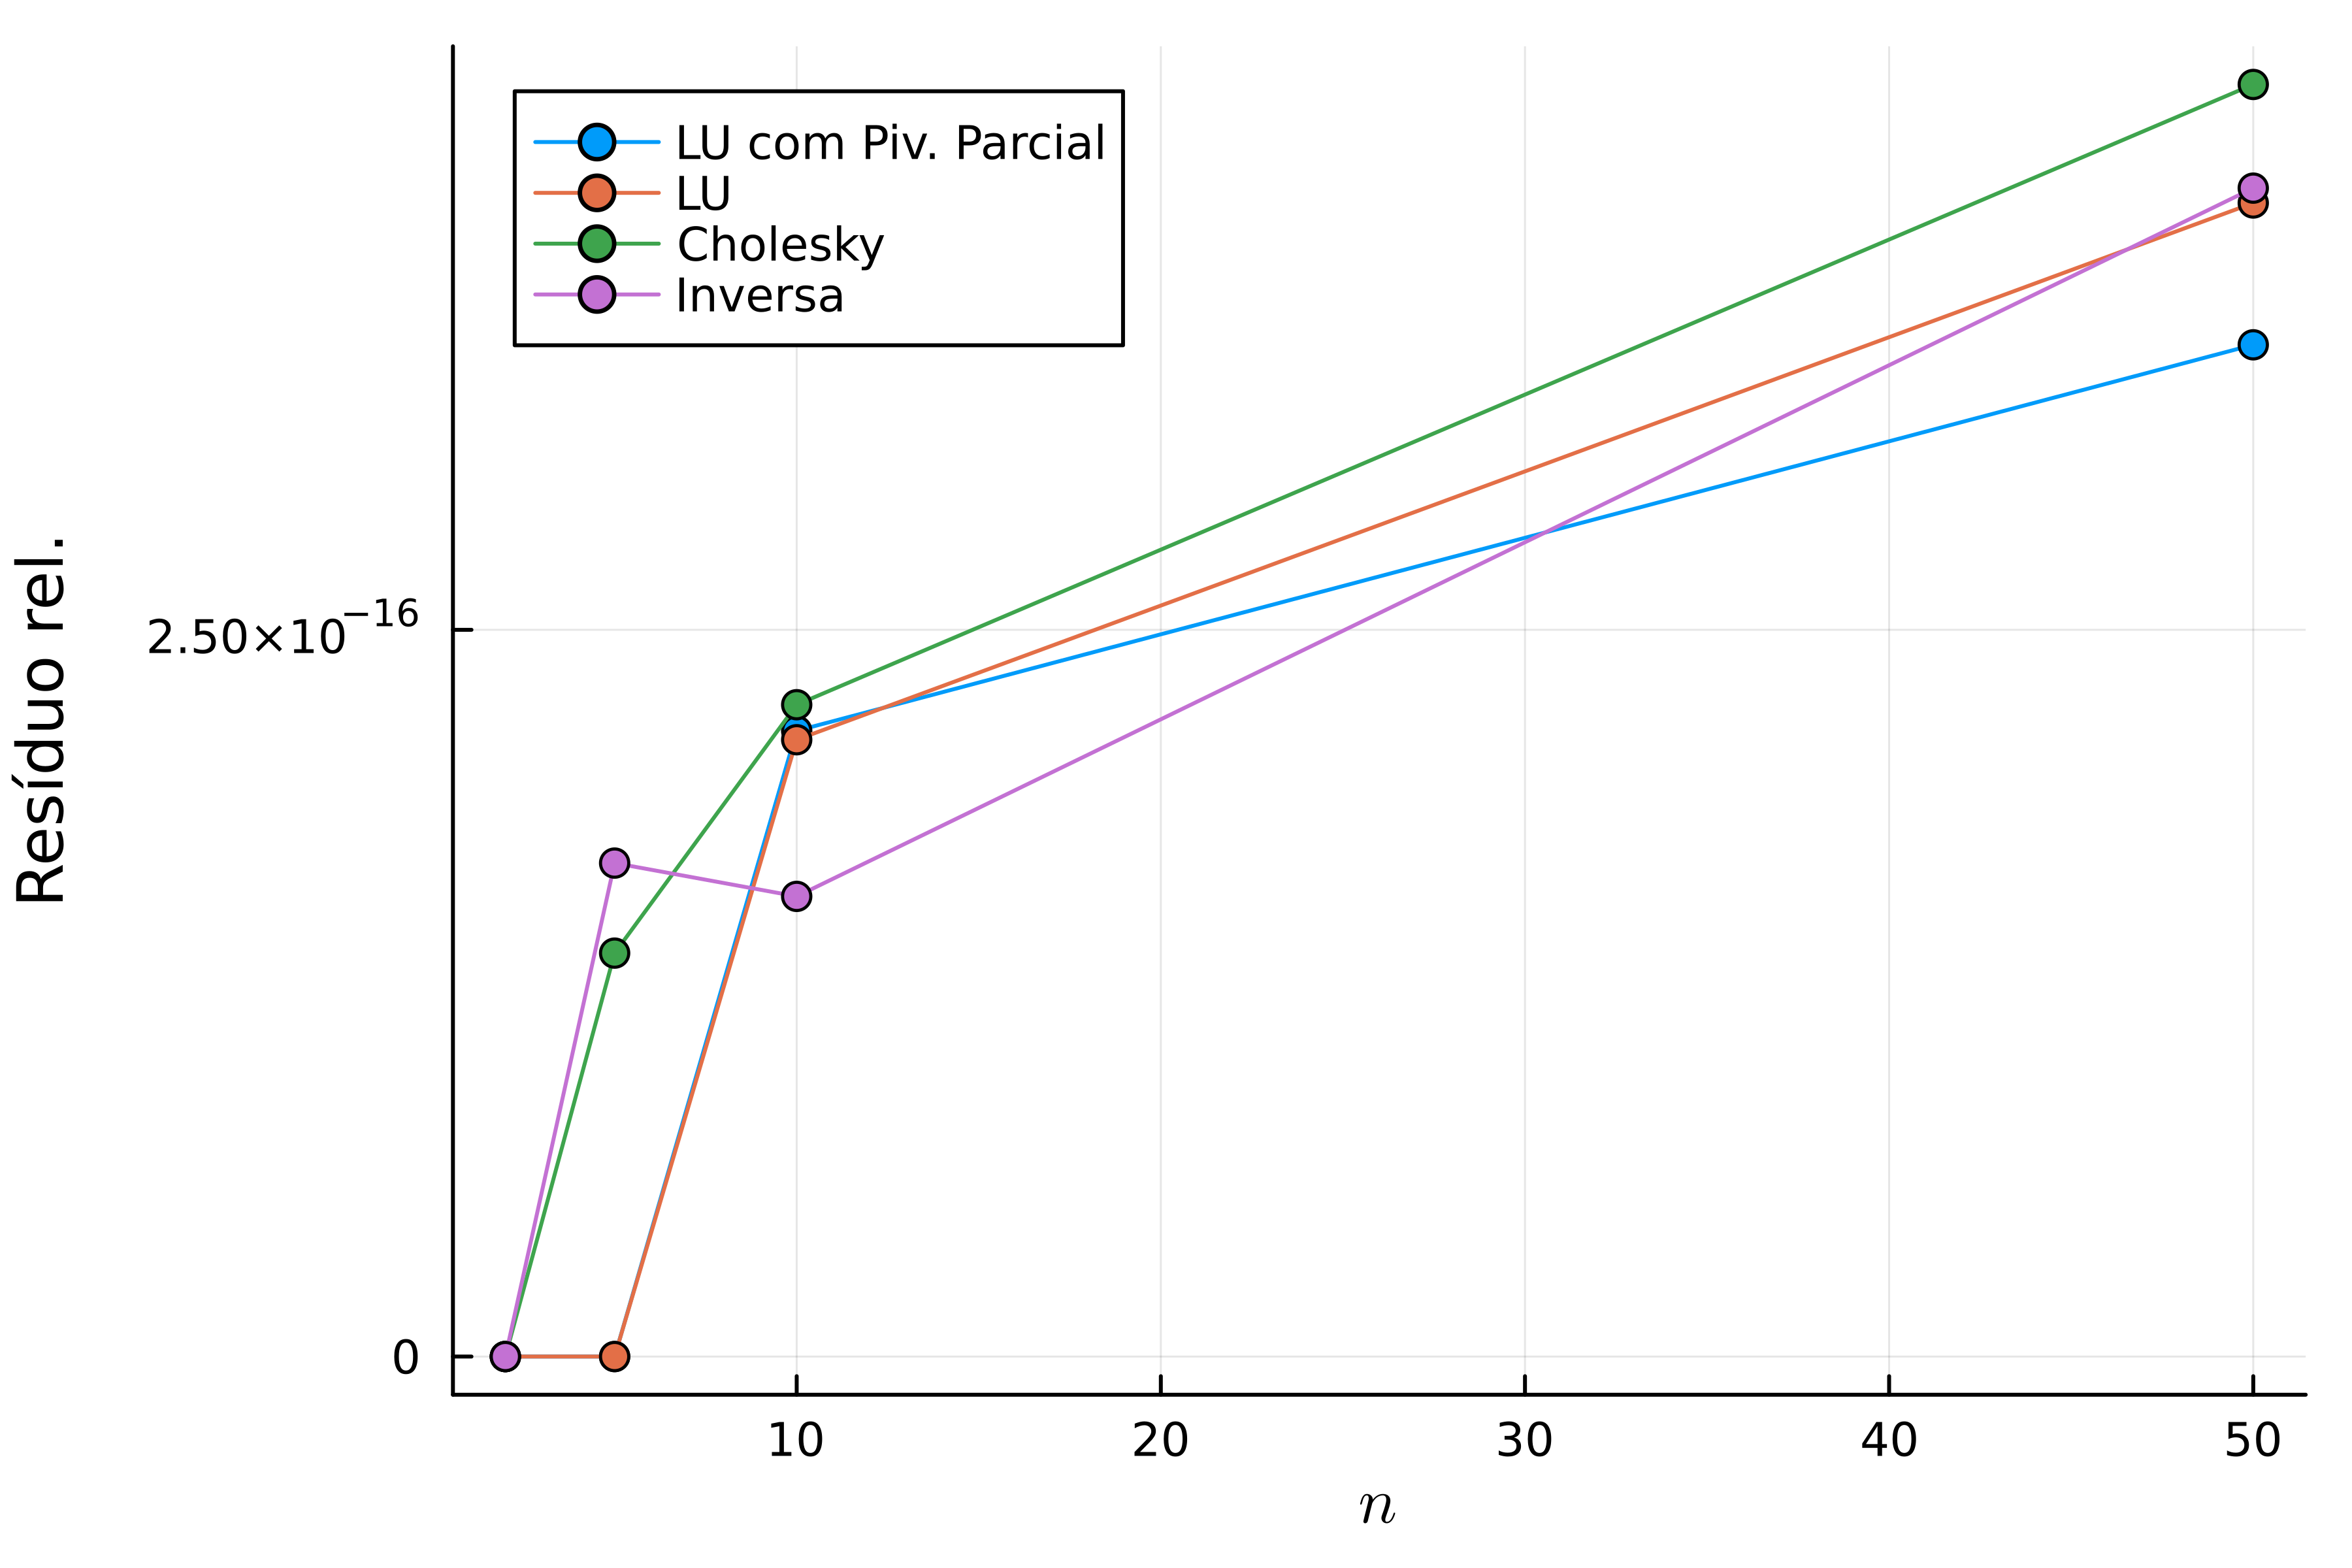 LU com Piv. Parcial
LU
Cholesky
Inversa
Resíduo rel.
2.50×10⁻¹⁶
0
10 20 30 40 50
n